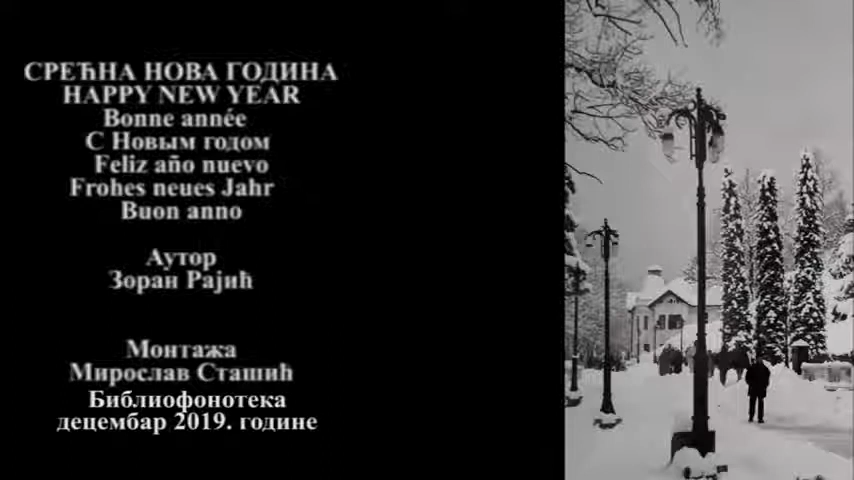 СРЕЋНА НОВА ГОДИНА
HAPPY NEW YEAR
Bonne année
С Новым годом
Feliz año nuevo
Frohes neues Jahr
Buon anno
Аутор
Зоран Рајић
Монтажа
Мирослав Сташић
Библиофонотека
децембар 2019. године